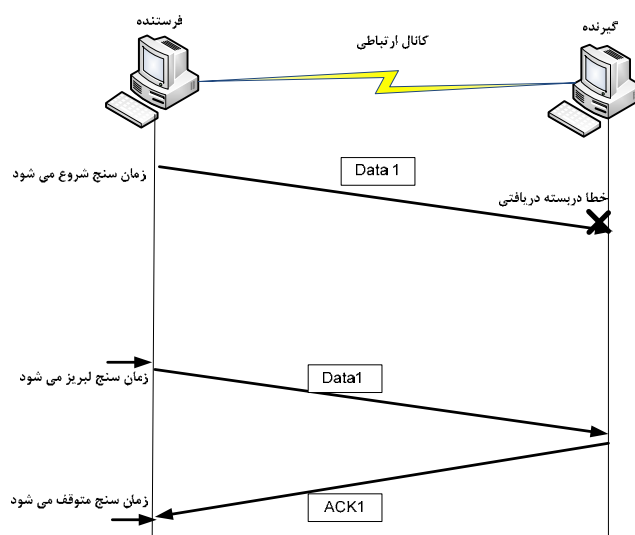 فرستنده
گیرنده
کانال ارتباطی
زمان سنج شروع می شود
Data 1
خطا دربسته دریافتی
زمان سنج لبریز می شود
Data1
زمان سنج متوقف می شود
ACK1